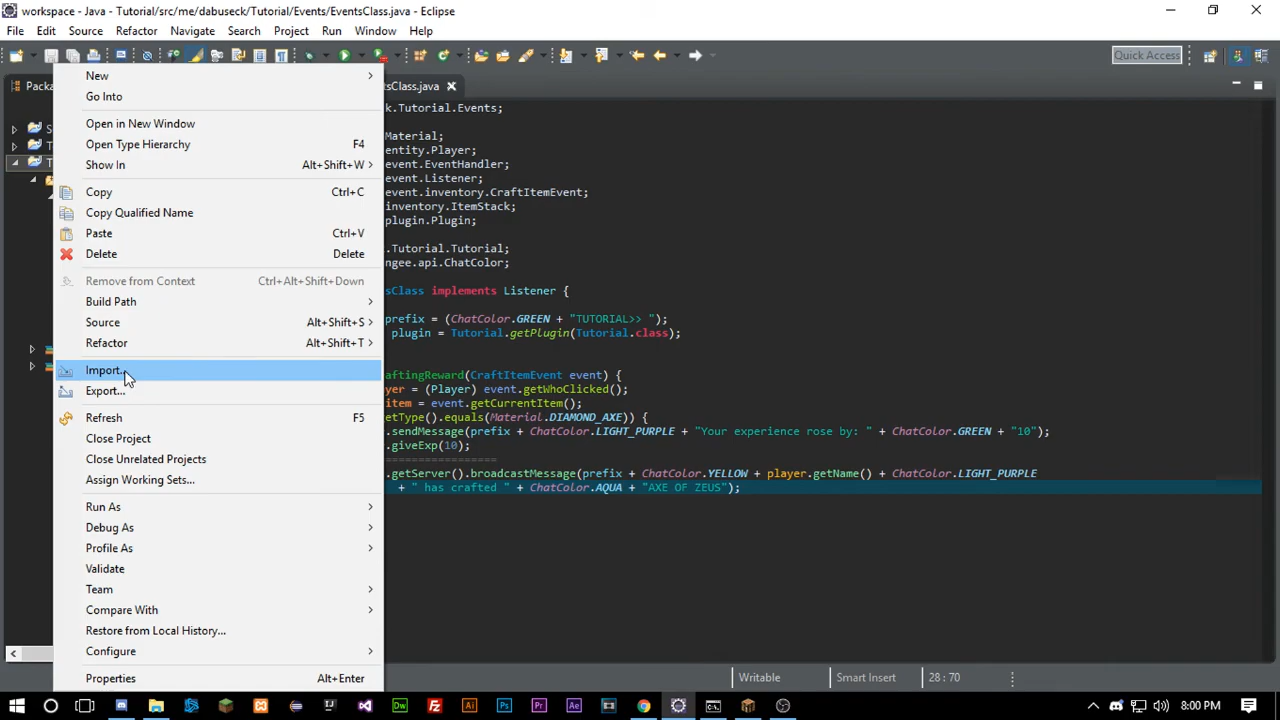 workspace - Java - Tutorial/src/me/dabuseck/Tutorial/Events/EventsClass.java - Eclipse
File Edit Source Refactor Navigate Search Project Run Window Help
Quick Access
Packa
tsClass.java
New
Go Into
Open in New Window
Open Type Hierarchy F4
Show In Alt+Shift+W
Copy Ctrl+C
Copy Qualified Name
Paste Ctrl+V
Delete Delete
Remove from Context Ctrl+Alt+Shift+Down
Build Path
Source Alt+Shift+S
Refactor Alt+Shift+T
Import...
Export...
Refresh F5
Close Project
Close Unrelated Projects
Assign Working Sets...
Run As
Debug As
Profile As
Validate
Team
Compare With
Restore from Local History...
Configure
Properties Alt+Enter
S
T
T
k.Tutorial.Events;
Material;
entity.Player;
event.EventHandler;
event.Listener;
event.inventory.CraftItemEvent;
inventory.ItemStack;
plugin.Plugin;
.Tutorial.Tutorial;
ngee.api.ChatColor;
sClass implements Listener {
prefix = (ChatColor.GREEN + "TUTORIAL>> ");
plugin = Tutorial.getPlugin(Tutorial.class);
aftingReward(CraftItemEvent event) {
yer = (Player) event.getWhoClicked();
item = event.getCurrentItem();
etType().equals(Material.DIAMOND_AXE)) {
.sendMessage(prefix + ChatColor.LIGHT_PURPLE + "Your experience rose by: " + ChatColor.GREEN + "10");
.giveExp(10);
===================
.getServer().broadcastMessage(prefix + ChatColor.YELLOW + player.getName() + ChatColor.LIGHT_PURPLE
+ " has crafted " + ChatColor.AQUA + "AXE OF ZEUS");
Writable Smart Insert 28 : 70
Dw Ai Ps Pr Ae
8:00 PM